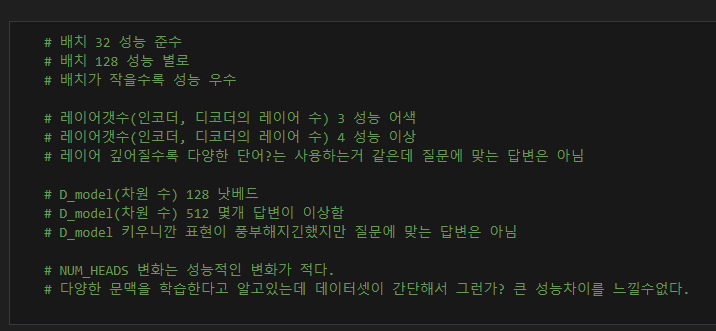 # 배치 32 성능 준수
# 배치 128 성능 별로
# 배치가 작을수록 성능 우수
# 레이어갯수(인코더, 디코더의 레이어 수) 3 성능 어색
# 레이어갯수(인코더, 디코더의 레이어 수) 4 성능 이상
# 레이어 깊어질수록 다양한 단어?는 사용하는거 같은데 질문에 맞는 답변은 아님
# D_model(차원 수) 128 낫베드
# D_model(차원 수) 512 몇개 답변이 이상함
# D_model 키우니깐 표현이 풍부해지긴했지만 질문에 맞는 답변은 아님
# NUM_HEADS 변화는 성능적인 변화가 적다.
# 다양한 문맥을 학습한다고 알고있는데 데이터셋이 간단해서 그런가? 큰 성능차이를 느낄수없다.